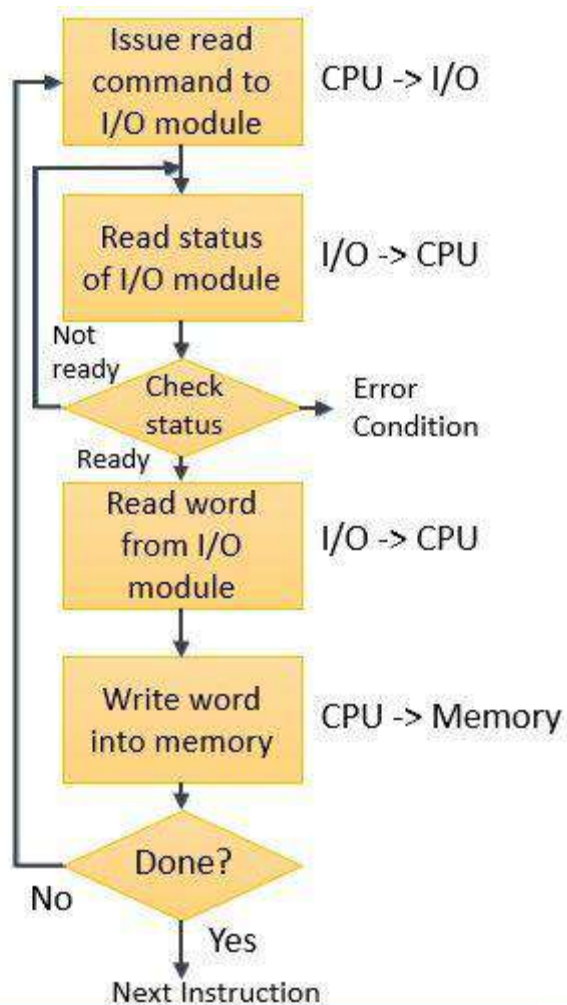 Issue read
command to
I/O module
CPU -> I/O
Read status
of I/O module
I/O -> CPU
Not
ready
Check
status
Error
Condition
Ready
Read word
from I/O
module
I/O -> CPU
Write word
into memory
CPU -> Memory
Done?
No
Yes
Next Instruction